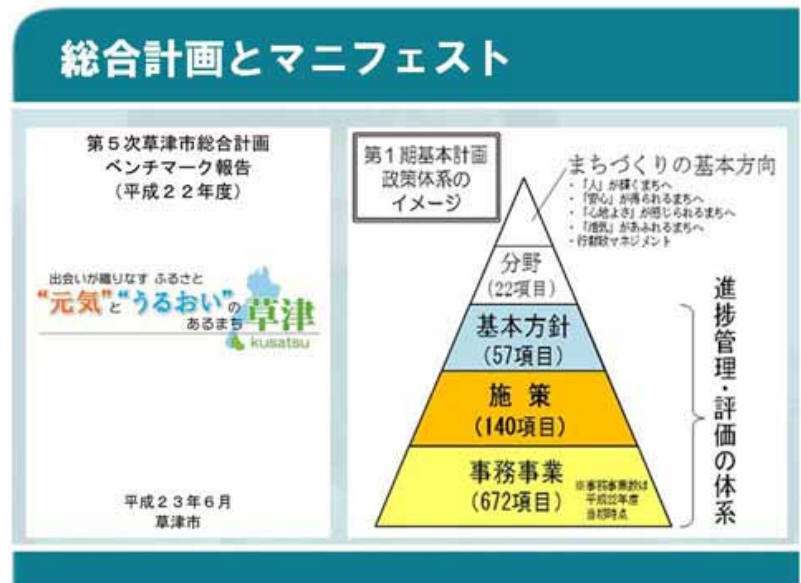 総合計画とマニフェスト
第５次草津市総合計画
ベンチマーク報告
（平成２２年度）
出会いが織りなす ふるさと
“元気”と“うるおい”の
あるまち 草津
kusatsu
平成２３年６月
草津市
第１期基本計画
政策体系の
イメージ
まちづくりの基本方向
・「人」が輝くまちへ
・「安心」が得られるまちへ
・「心地よさ」が感じられるまちへ
・「活気」があふれるまちへ
・行財政マネジメント
分野
(22項目)
基本方針
(57項目)
施 策
(140項目)
事務事業
(672項目)
※事務事業数は
平成22年度
当初時点
進捗管理・評価の体系